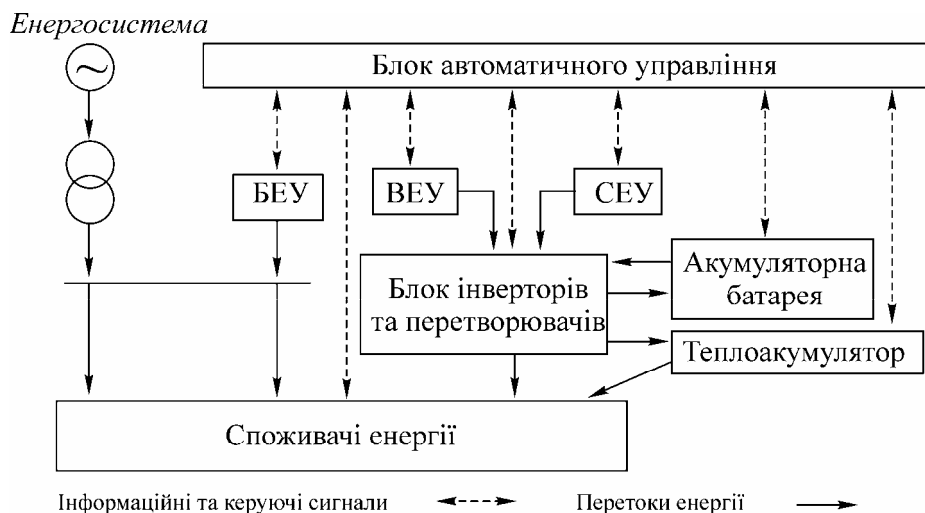 Енергосистема
Блок автоматичного управління
БЕУ
ВЕУ
СЕУ
Блок інверторів
та перетворювачів
Акумуляторна
батарея
Теплоакумулятор
Споживачі енергії
Інформаційні та керуючі сигнали
Перетоки енергії